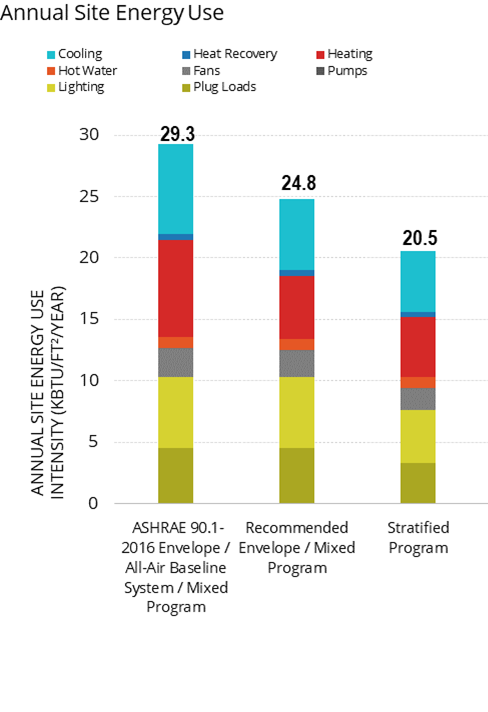 Annual Site Energy Use
Cooling
Heat Recovery
Heating
Hot Water
Fans
Pumps
Lighting
Plug Loads
ANNUAL SITE ENERGY USE
INTENSITY (KBTU/FT²/YEAR)
30
25
20
15
10
5
0
29.3
24.8
20.5
ASHRAE 90.1-
2016 Envelope /
All-Air Baseline
System / Mixed
Program
Recommended
Envelope / Mixed
Program
Stratified
Program